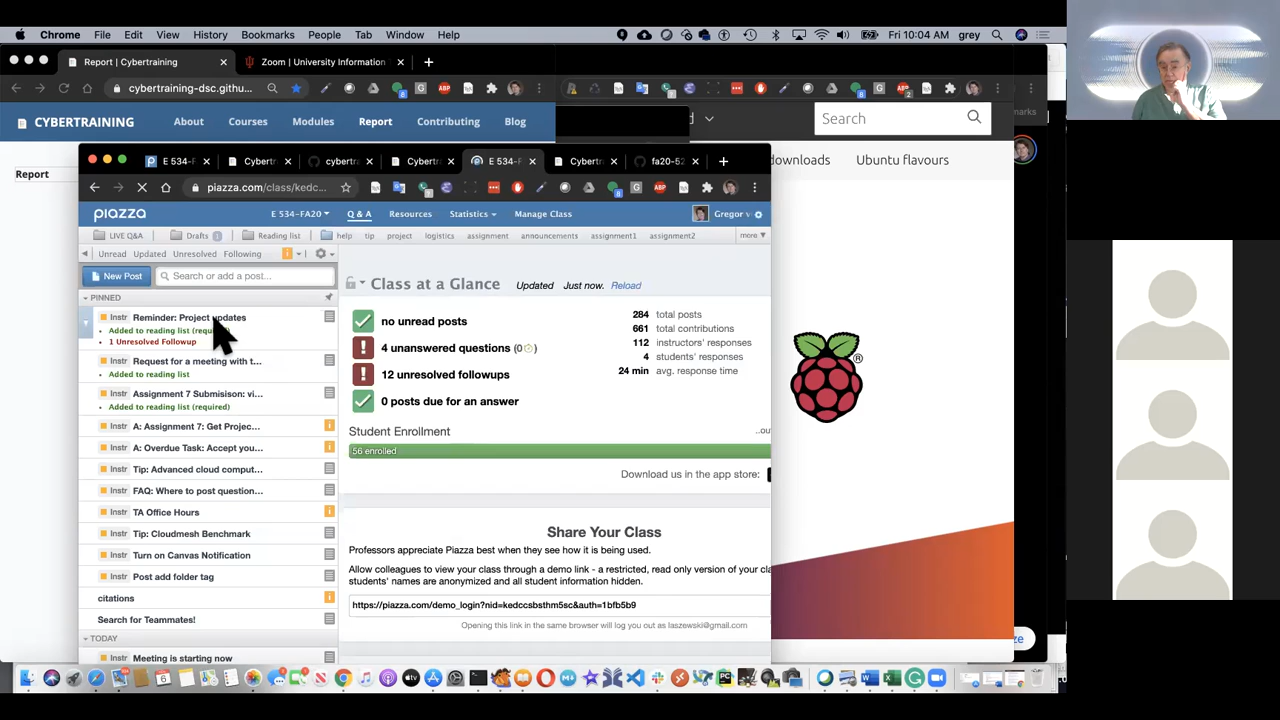 Chrome File Edit View History Bookmarks People Tab Window Help Fri 10:04 AM grey
Report | Cybertraining
Zoom | University Information
cybertraining-dsc.githu...
CYBERTRAINING About Courses Modules Report Contributing Blog
Search
downloads Ubuntu flavours
Report
E 534-F
Cybert
cybertr
Cybert
E 534-F
Cybert
fa20-52
piazza.com/class/kedc...
piazza E 534-FA20 Q & A Resources Statistics Manage Class Gregor v
LIVE Q&A Drafts 1 Reading list help tip project logistics assignment announcements assignment1 assignment2 more
Unread Updated Unresolved Following
New Post Search or add a post...
PINNED
Instr Reminder: Project updates
Added to reading list (required)
1 Unresolved Followup
Instr Request for a meeting with t...
Added to reading list
Instr Assignment 7 Submisison: vi...
Added to reading list (required)
Instr A: Assignment 7: Get Projec...
Instr A: Overdue Task: Accept you...
Instr Tip: Advanced cloud comput...
Instr FAQ: Where to post question...
Instr TA Office Hours
Instr Tip: Cloudmesh Benchmark
Instr Turn on Canvas Notification
Instr Post add folder tag
citations
Search for Teammates!
TODAY
Instr Meeting is starting now
Class at a Glance Updated Just now. Reload
no unread posts
4 unanswered questions (0)
12 unresolved followups
0 posts due for an answer
284 total posts
661 total contributions
112 instructors' responses
4 students' responses
24 min avg. response time
Student Enrollment ..ou
56 enrolled
Download us in the app store:
Share Your Class
Professors appreciate Piazza best when they see how it is being used.
Allow colleagues to view your class through a demo link - a restricted, read only version of your cla
students' names are anonymized and all student information hidden.
https://piazza.com/demo_login?nid=kedccsbsthm5sc&auth=1bfb5b9
Opening this link in the same browser will log you out as laszewski@gmail.com